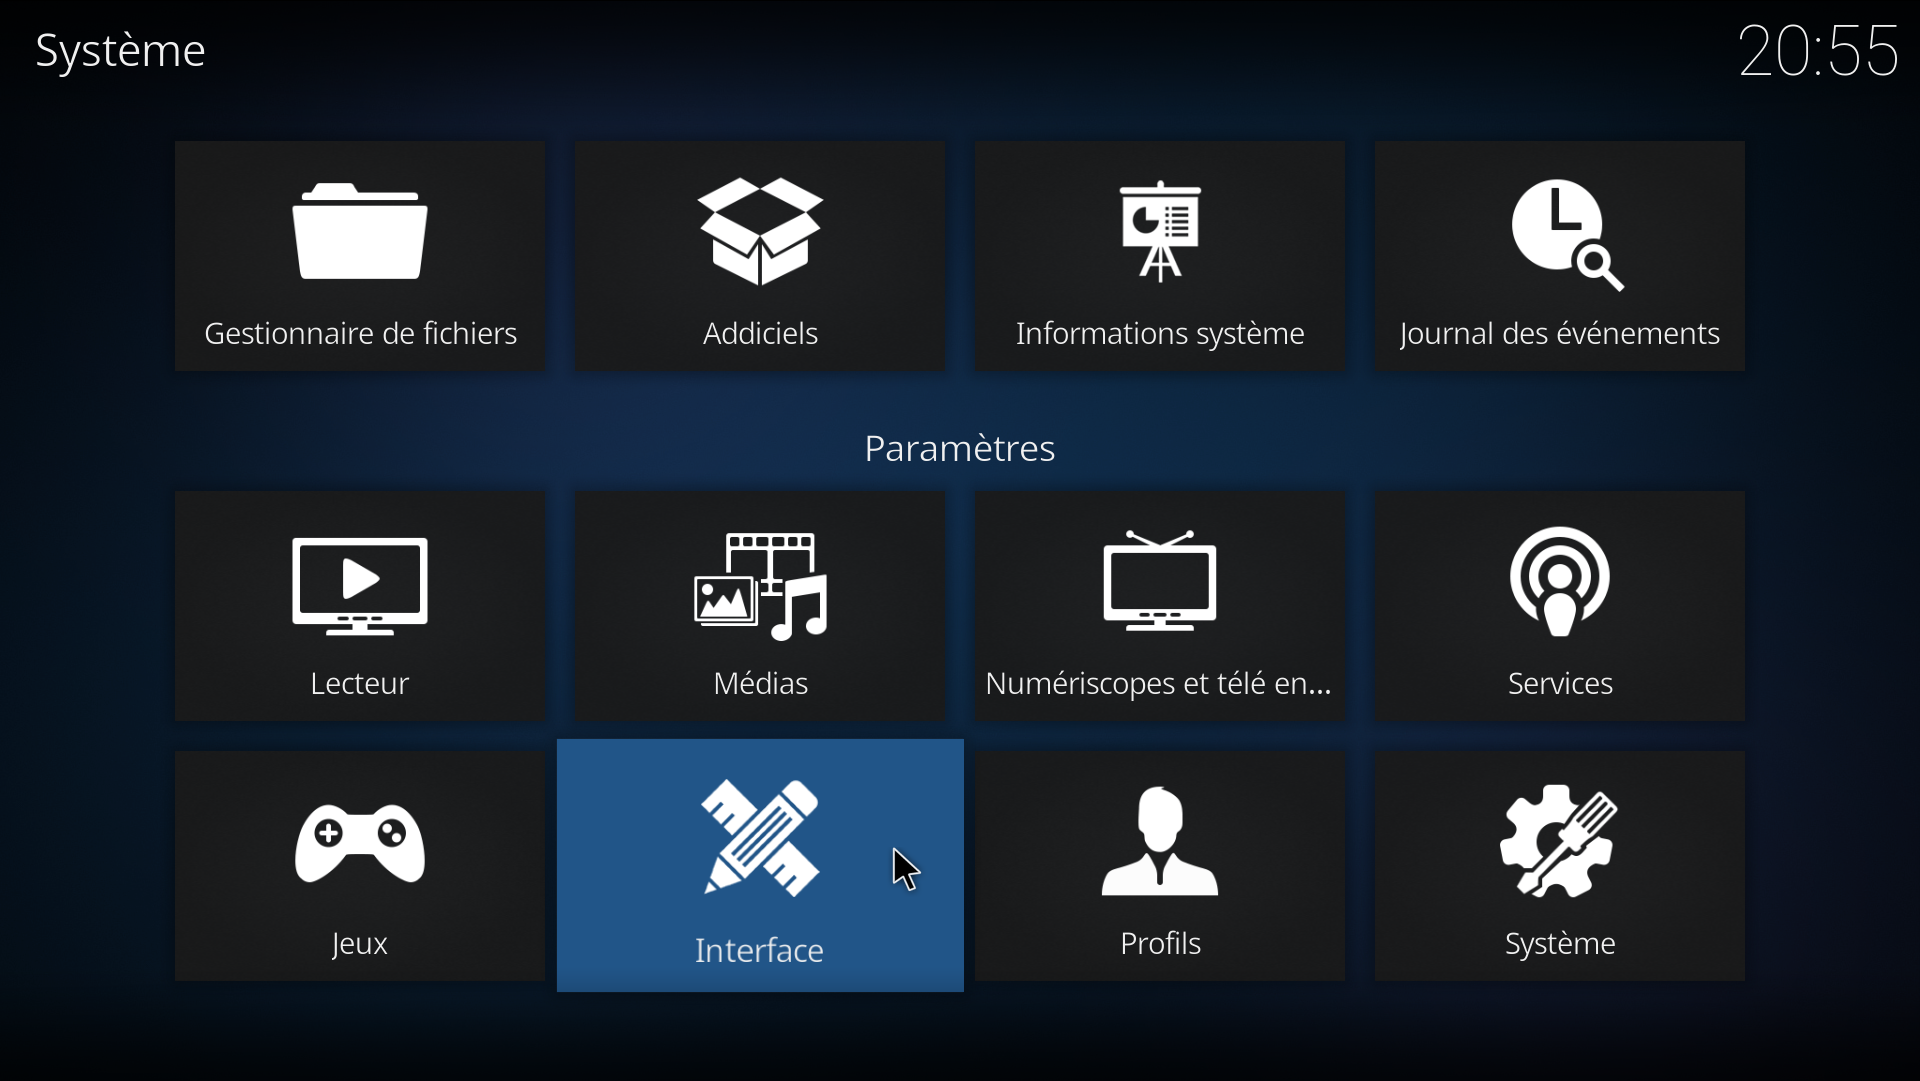 Système
20:55
Gestionnaire de fichiers
Addiciels
Informations système
Journal des événements
Paramètres
Lecteur
Médias
Numériscopes et télé en...
Services
Jeux
Interface
Profils
Système